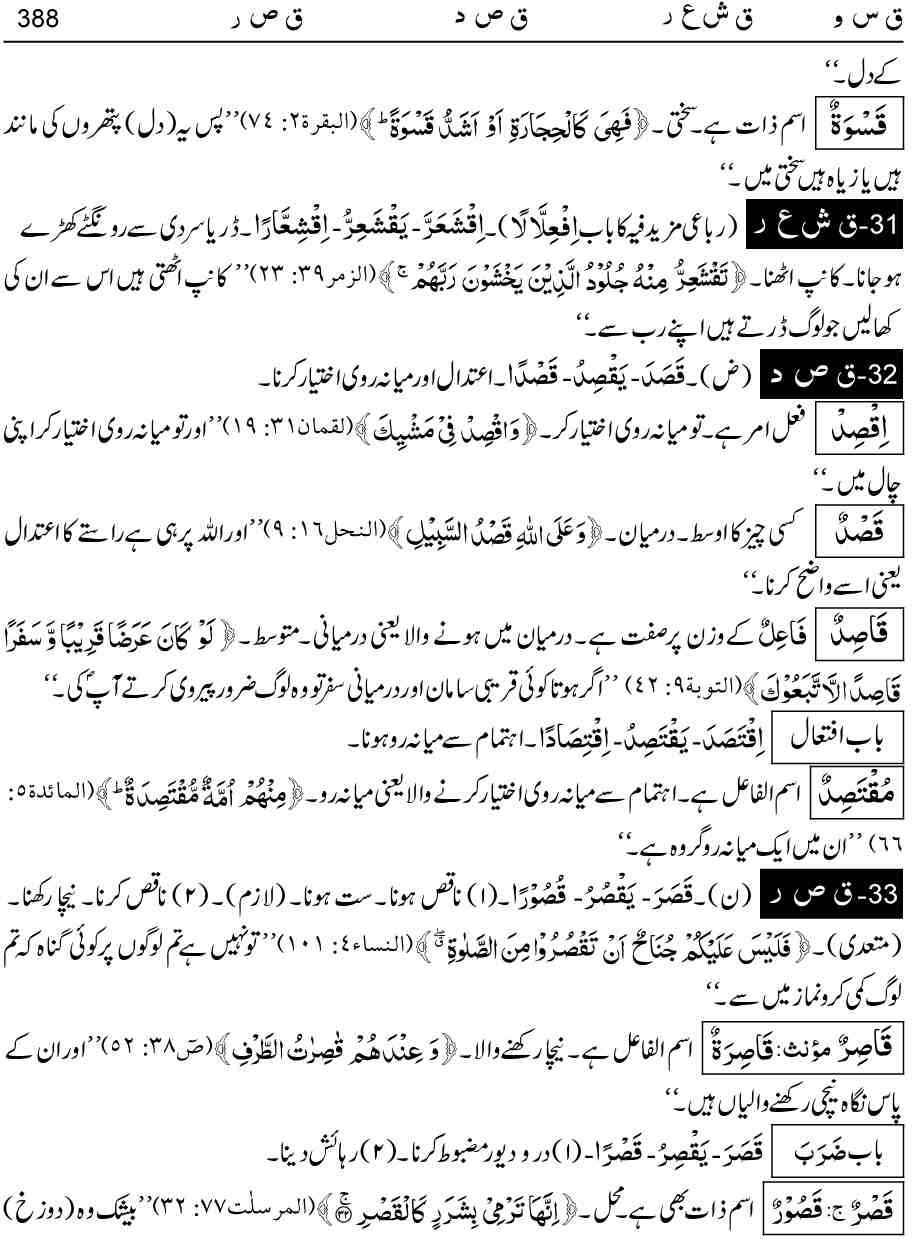 ق س و ق ش ع ر ق ص د ق ص ر 388
کے دل۔‘‘
قَسْوَةٌ اسم ذات ہے۔ سختی۔ ﴿فَهِيَ كَالْحِجَارَةِ اَوْ اَشَدُّ قَسْوَةً ؕ﴾ (البقرة۲: ۷۴) ’’پس یہ (دل) پتھروں کی مانند
ہیں یا زیاہ ہیں سختی میں۔‘‘
31- ق ش ع ر (رباعی مزید فیہ کا باب اِفْعِلَّالًا)۔ اِقْشَعَرَّ- يَقْشَعِرُّ- اِقْشِعَّارًا۔ ڈر یا سردی سے رونگٹے کھڑے
ہو جانا۔ کانپ اٹھنا۔ ﴿تَقْشَعِرُّ مِنْهُ جُلُوْدُ الَّذِيْنَ يَخْشَوْنَ رَبَّهُمْ ۚ﴾ (الزمر۳۹: ۲۳) ’’کانپ اٹھتی ہیں اس سے ان کی
کھالیں جو لوگ ڈرتے ہیں اپنے رب سے۔‘‘
32- ق ص د (ض)۔ قَصَدَ- يَقْصِدُ- قَصْدًا۔ اعتدال اور میانہ روی اختیار کرنا۔
اِقْصِدْ فعل امر ہے۔ تو میانہ روی اختیار کر۔ ﴿وَاقْصِدْ فِيْ مَشْيِكَ﴾ (لقمان۳۱: ۱۹) ’’اور تو میانہ روی اختیار کر اپنی
چال میں۔‘‘
قَصْدٌ کسی چیز کا اوسط۔ درمیان۔ ﴿وَعَلَى اللّٰهِ قَصْدُ السَّبِيْلِ﴾ (النحل۱۶: ۹) ’’اور اللہ پر ہی ہے راستے کا اعتدال
یعنی اسے واضح کرنا۔‘‘
قَاصِدٌ فَاعِلٌ کے وزن پر صفت ہے۔ درمیان میں ہونے والا یعنی درمیانی۔ متوسط۔ ﴿لَوْ كَانَ عَرَضًا قَرِيْبًا وَّ سَفَرًا
قَاصِدًا لاَّتَّبَعُوْكَ﴾ (التوبة۹: ۴۲) ’’اگر ہوتا کوئی قریبی سامان اور درمیانی سفر تو وہ لوگ ضرور پیروی کرتے آپؐ کی۔‘‘
باب افتعال اِقْتَصَدَ- يَقْتَصِدُ- اِقْتِصَادًا۔ اہتمام سے میانہ رو ہونا۔
مُقْتَصِدٌ اسم الفاعل ہے۔ اہتمام سے میانہ روی اختیار کرنے والا یعنی میانہ رو۔ ﴿مِنْهُمْ اُمَّةٌ مُّقْتَصِدَةٌ ؕ﴾ (المائدة۵:
۶۶) ’’ان میں ایک میانہ رو گروہ ہے۔‘‘
33- ق ص ر (ن)۔ قَصَرَ- يَقْصُرُ- قُصُوْرًا۔ (۱) ناقص ہونا۔ ست ہونا۔ (لازم)۔ (۲) ناقص کرنا۔ نیچا رکھنا۔
(متعدی)۔ ﴿فَلَيْسَ عَلَيْكُمْ جُنَاحٌ اَنْ تَقْصُرُوْا مِنَ الصَّلٰوةِ ۖ﴾ (النساء۴: ۱۰۱) ’’تو نہیں ہے تم لوگوں پر کوئی گناہ کہ تم
لوگ کمی کرو نماز میں سے۔‘‘
قَاصِرٌ مؤنث: قَاصِرَةٌ اسم الفاعل ہے۔ نیچا رکھنے والا۔ ﴿وَ عِنْدَهُمْ قٰصِرٰتُ الطَّرْفِ﴾ (صٓ۳۸: ۵۲) ’’اور ان کے
پاس نگاہ نیچی رکھنے والیاں ہیں۔‘‘
باب ضَرَبَ قَصَرَ- يَقْصِرُ- قَصْرًا- (۱) در و دیور مضبوط کرنا۔ (۲) رہائش دینا۔
قَصْرٌ ج: قَصُوْرٌ اسم ذات بھی ہے۔ محل۔ ﴿اِنَّهَا تَرْمِيْ بِشَرَرٍ كَالْقَصْرِ ۚ۳۲﴾ (المرسلٰت۷۷: ۳۲) ’’بیشک وہ (دوزخ)